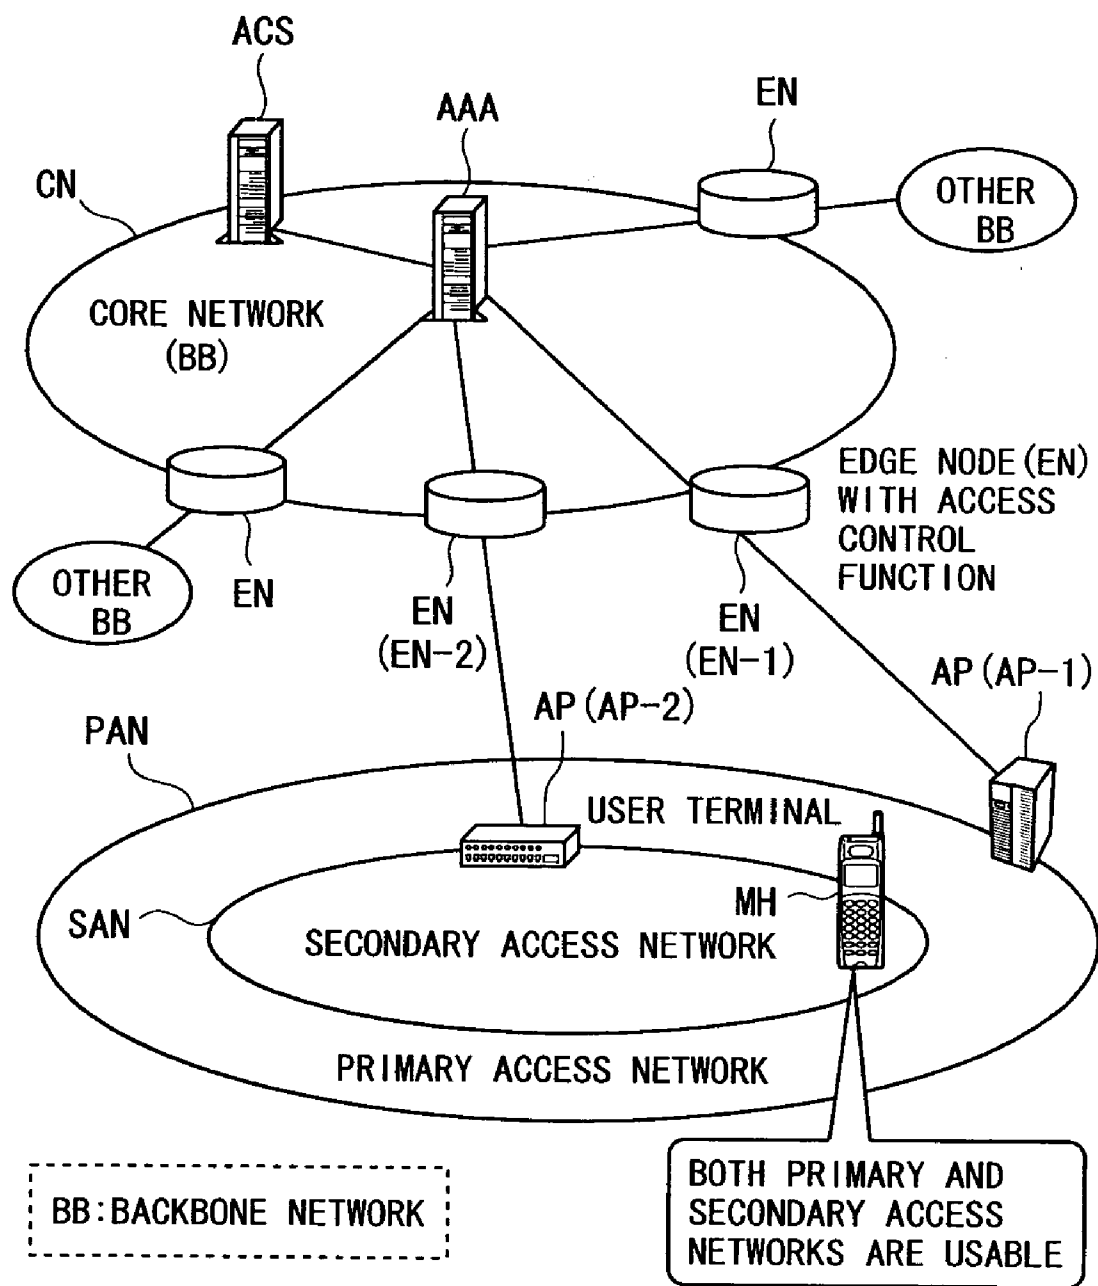 ACS
AAA
EN
CN
OTHER
BB
CORE NETWORK
(BB)
EDGE NODE(EN)
WITH ACCESS
CONTROL
FUNCTION
OTHER
BB
EN
EN
(EN-2)
EN
(EN-1)
AP(AP-1)
AP(AP-2)
PAN
USER TERMINAL
MH
SAN
SECONDARY ACCESS NETWORK
PRIMARY ACCESS NETWORK
BB:BACKBONE NETWORK
BOTH PRIMARY AND
SECONDARY ACCESS
NETWORKS ARE USABLE